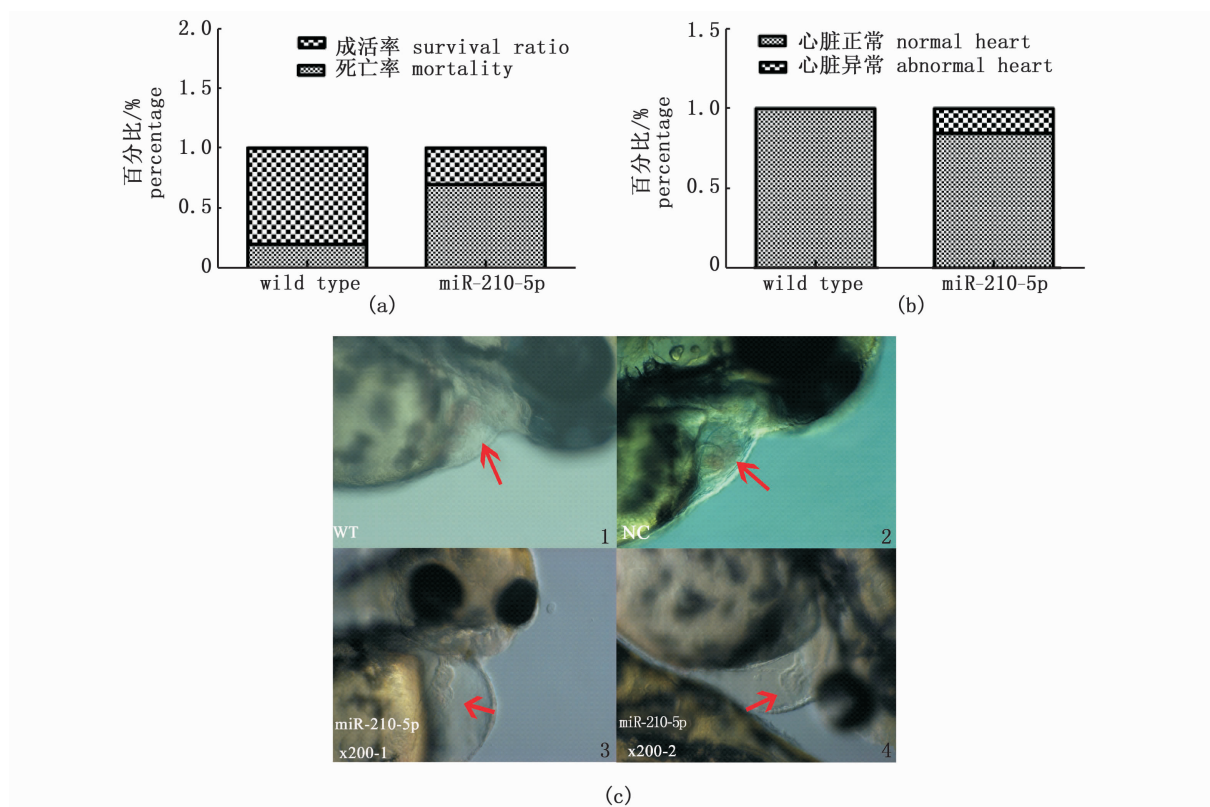 2.0
1.5
1.0
0.5
0
百分比/%
percentage
成活率 survival ratio
死亡率 mortality
wild type
miR-210-5p
(a)
1.5
1.0
0.5
0
百分比/%
percentage
心脏正常 normal heart
心脏异常 abnormal heart
wild type
miR-210-5p
(b)
WT
1
NC
2
miR-210-5p
x200-1
3
miR-210-5p
x200-2
4
(c)